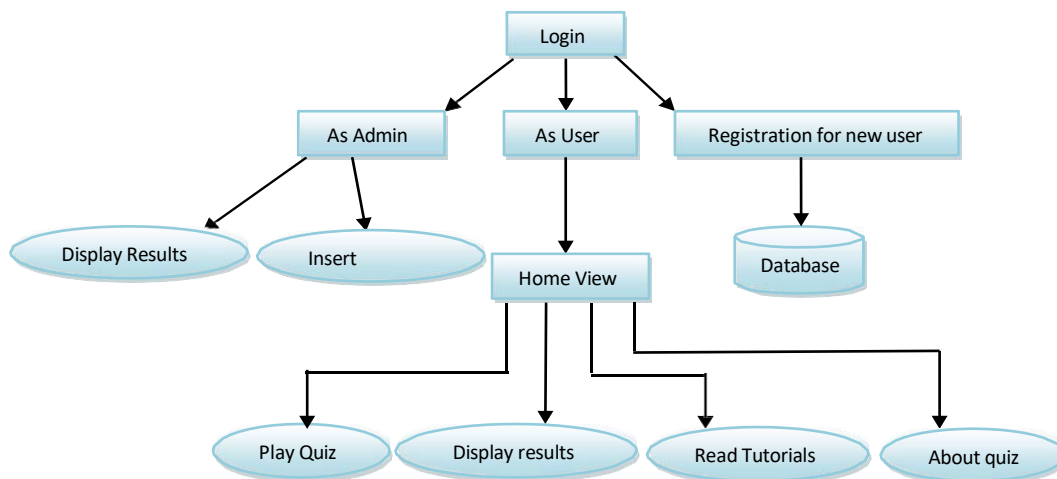 Login
As Admin
As User
Registration for new user
Display Results
Insert
Home View
Database
Play Quiz
Display results
Read Tutorials
About quiz